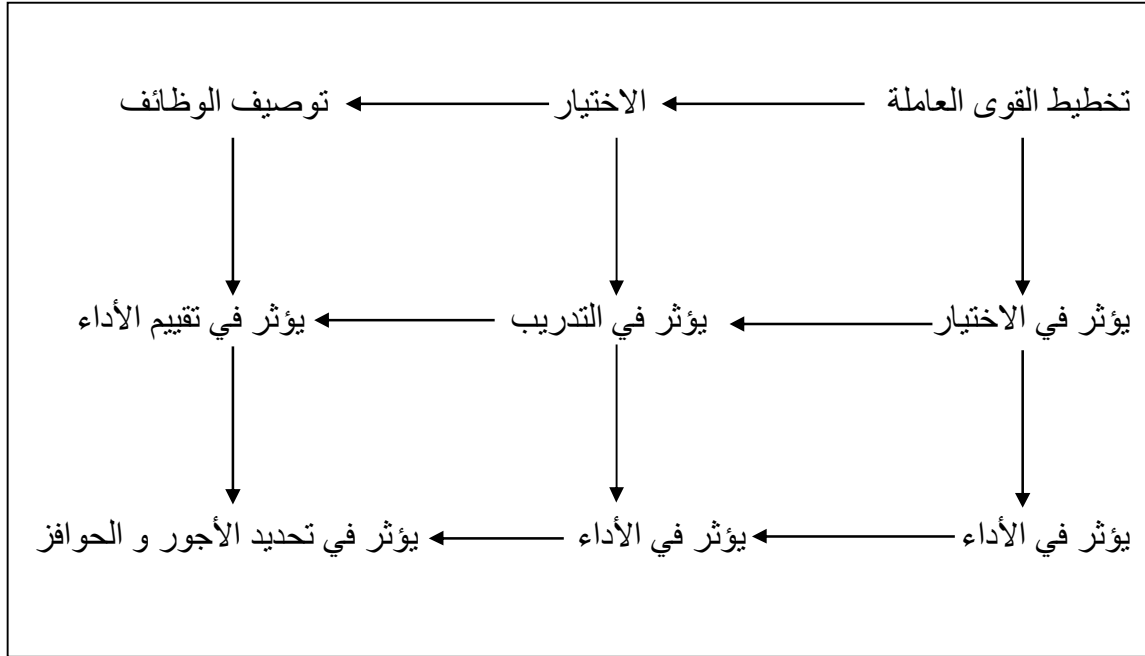 تخطيط القوى العاملة
الاختيار
توصيف الوظائف
يؤثر في الاختيار
يؤثر في التدريب
يؤثر في تقييم الأداء
يؤثر في الأداء
يؤثر في الأداء
يؤثر في تحديد الأجور و الحوافز